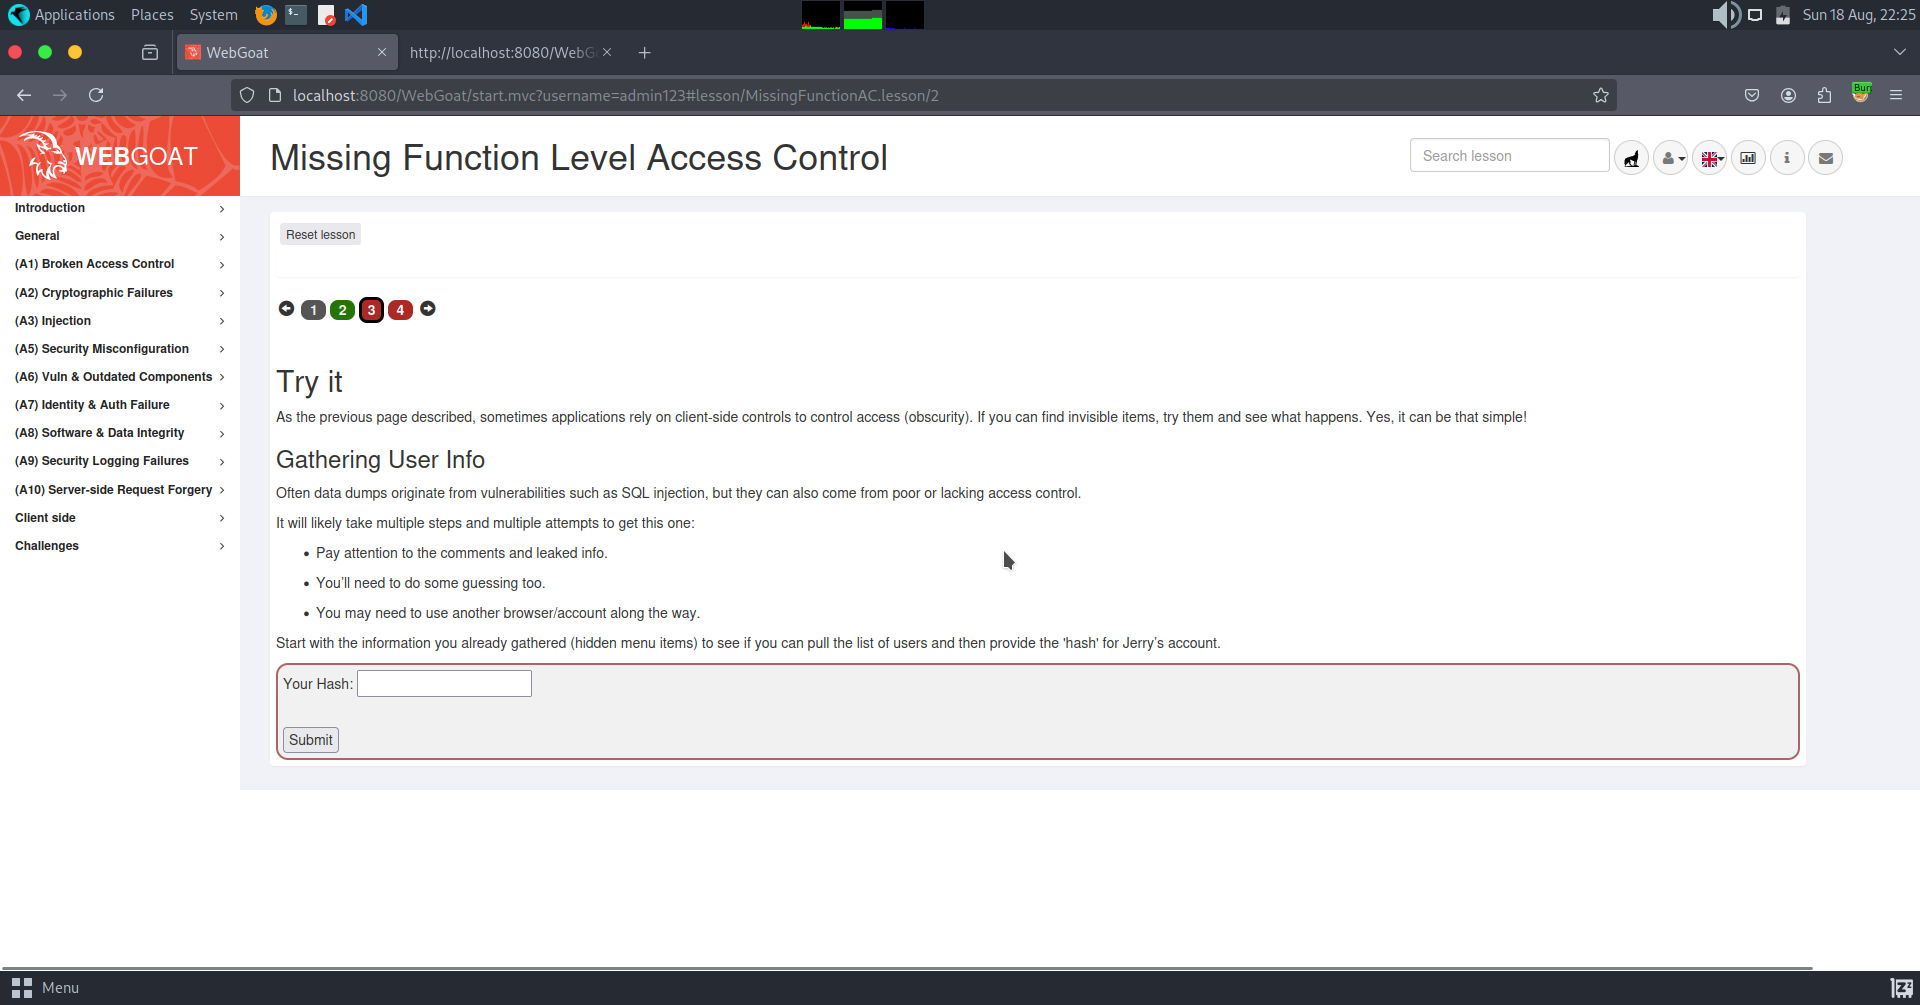 Applications Places System
Sun 18 Aug, 22:25
WebGoat
http://localhost:8080/WebG
localhost:8080/WebGoat/start.mvc?username=admin123#lesson/MissingFunctionAC.lesson/2
WEBGOAT
Missing Function Level Access Control
Search lesson
Introduction
General
(A1) Broken Access Control
(A2) Cryptographic Failures
(A3) Injection
(A5) Security Misconfiguration
(A6) Vuln & Outdated Components
(A7) Identity & Auth Failure
(A8) Software & Data Integrity
(A9) Security Logging Failures
(A10) Server-side Request Forgery
Client side
Challenges
Reset lesson
1 2 3 4
Try it
As the previous page described, sometimes applications rely on client-side controls to control access (obscurity). If you can find invisible items, try them and see what happens. Yes, it can be that simple!
Gathering User Info
Often data dumps originate from vulnerabilities such as SQL injection, but they can also come from poor or lacking access control.
It will likely take multiple steps and multiple attempts to get this one:
• Pay attention to the comments and leaked info.
• You'll need to do some guessing too.
• You may need to use another browser/account along the way.
Start with the information you already gathered (hidden menu items) to see if you can pull the list of users and then provide the 'hash' for Jerry's account.
Your Hash:
Submit
Menu